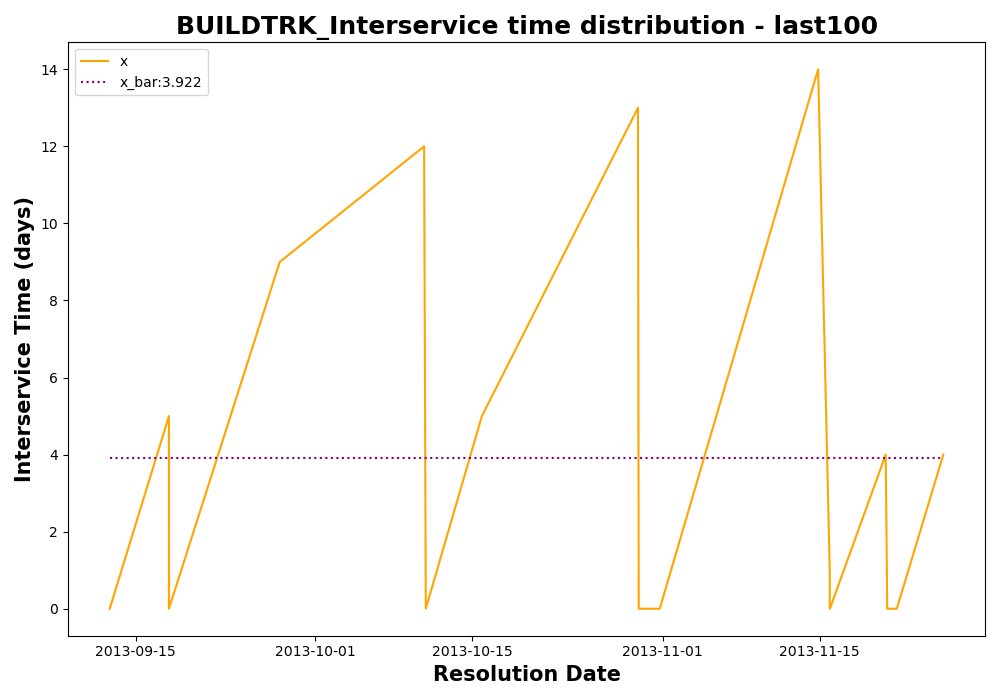 BUILDTRK_Interservice time distribution - last100
x
x_bar:3.922
Interservice Time (days)
14
12
10
8
6
4
2
0
2013-09-15
2013-10-01
2013-10-15
2013-11-01
2013-11-15
Resolution Date